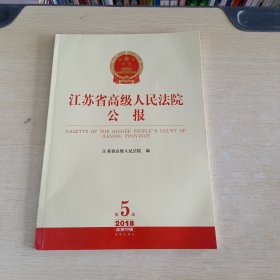 江苏省高级人民法院
公 报
GAZETTE OF THE HIGHER PEOPLE'S COURT OF
JIANGSU PROVINCE
江苏省高级人民法院 编
第5辑
2018